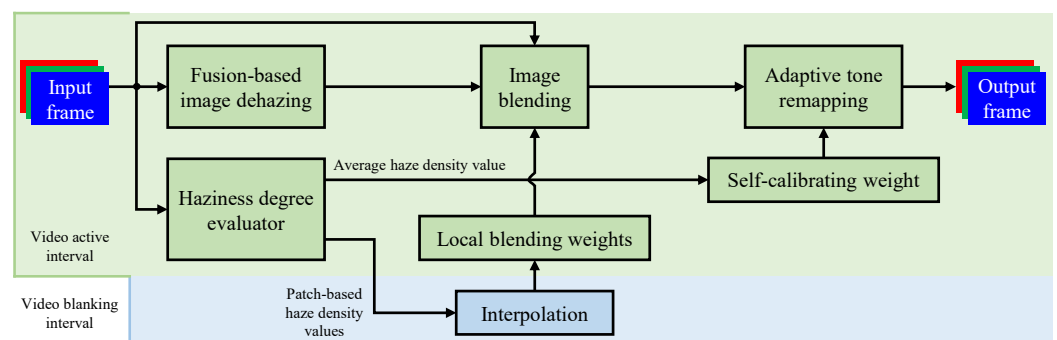 Input
frame
Fusion-based
image dehazing
Image
blending
Adaptive tone
remapping
Output
frame
Haziness degree
evaluator
Average haze density value
Self-calibrating weight
Local blending weights
Video active
interval
Video blanking
interval
Patch-based
haze density
values
Interpolation